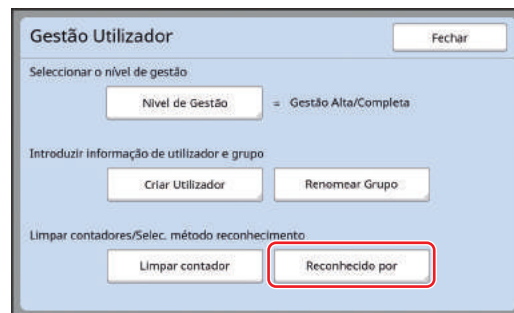 Gestão Utilizador Fechar
Seleccionar o nível de gestão
Nível de Gestão = Gestão Alta/Completa
Introduzir informação de utilizador e grupo
Criar Utilizador Renomear Grupo
Limpar contadores/Selec. método reconhecimento
Limpar contador Reconhecido por